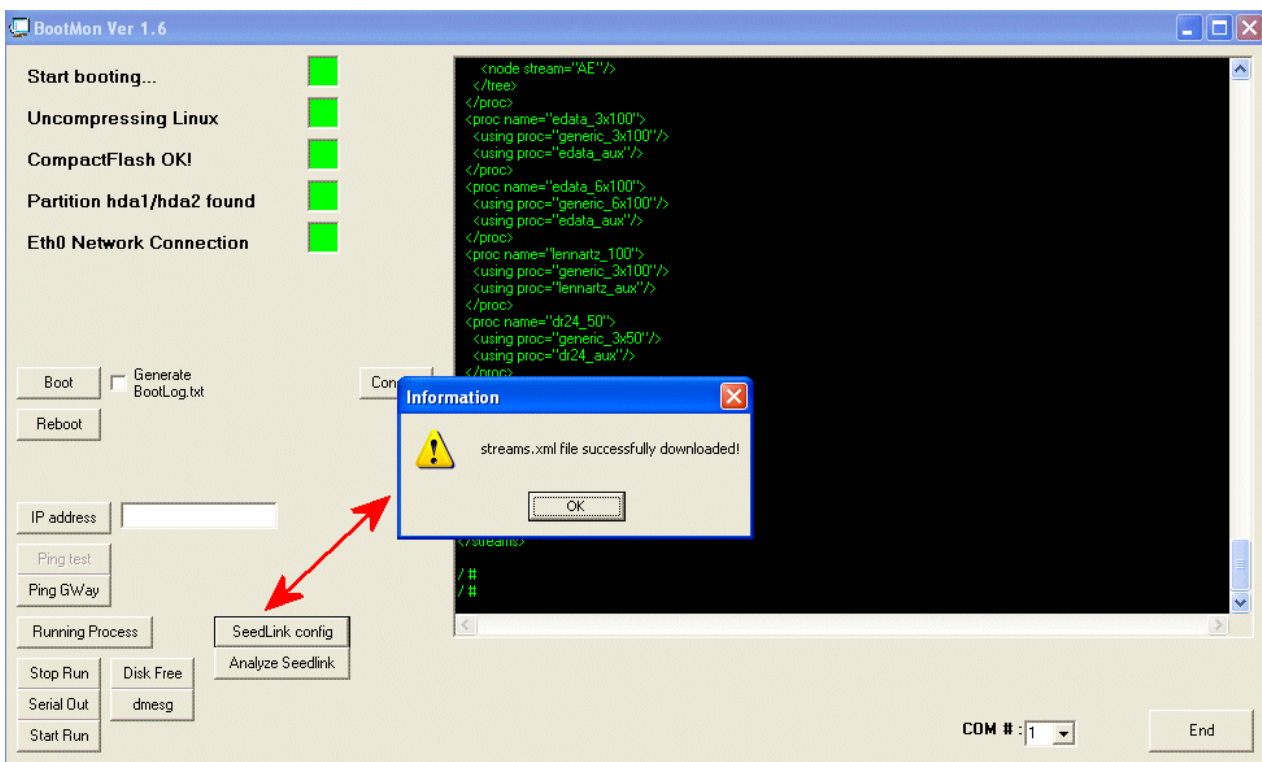 BootMon Ver 1.6
Start booting...
Uncompressing Linux
CompactFlash OK!
Partition hda1/hda2 found
Eth0 Network Connection
<node stream="AE"/>
</tree>
</proc>
<proc name="edata_3x100">
<using proc="generic_3x100"/>
<using proc="edata_aux"/>
</proc>
<proc name="edata_6x100">
<using proc="generic_6x100"/>
<using proc="edata_aux"/>
</proc>
<proc name="lennartz_100">
<using proc="generic_3x100"/>
<using proc="lennartz_aux"/>
</proc>
<proc name="dr24_50">
<using proc="generic_3x50"/>
<using proc="dr24_aux"/>
</proc>
</streams>
/ #
/ #
Boot
Generate
BootLog.txt
Reboot
Information
streams.xml file successfully downloaded!
OK
IP address
Ping test
Ping GWay
Running Process
SeedLink config
Analyze Seedlink
Stop Run
Disk Free
Serial Out
dmesg
Start Run
COM # :
1
End